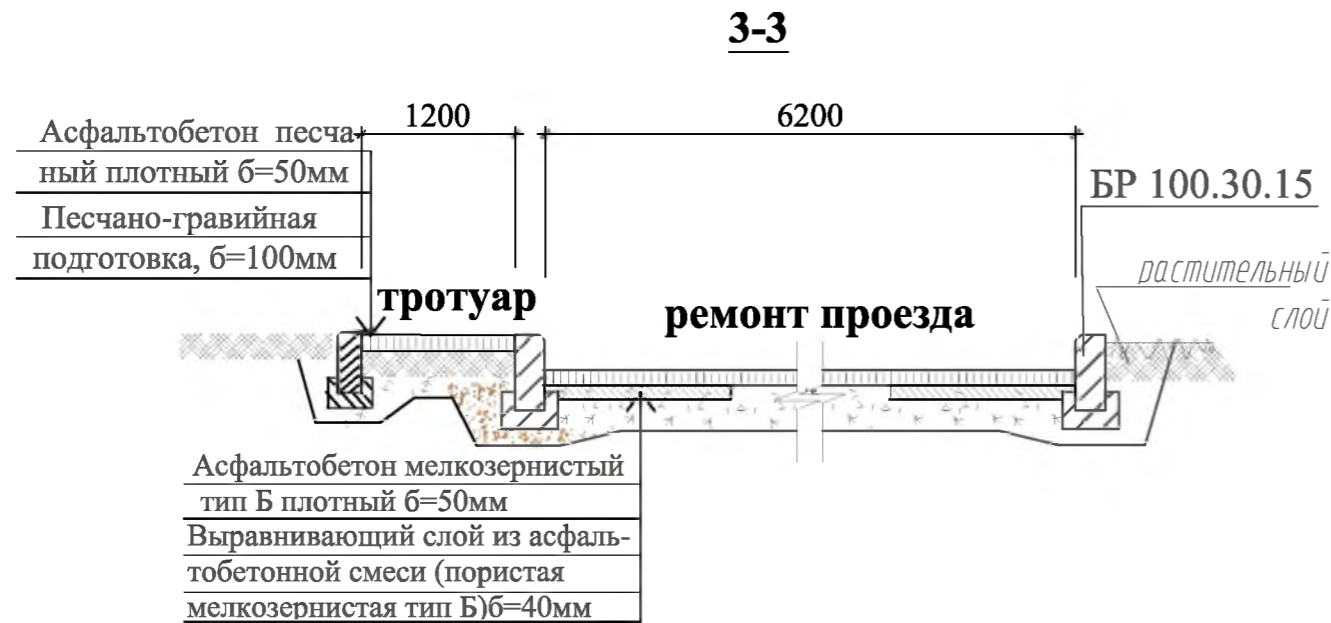 3-3
1200
6200
Асфальтобетон песча-
ный плотный б=50мм
Песчано-гравийная
подготовка, б=100мм
БР 100.30.15
растительный
слой
тротуар
ремонт проезда
Асфальтобетон мелкозернистый
тип Б плотный б=50мм
Выравнивающий слой из асфаль-
тобетонной смеси (пористая
мелкозернистая тип Б)б=40мм